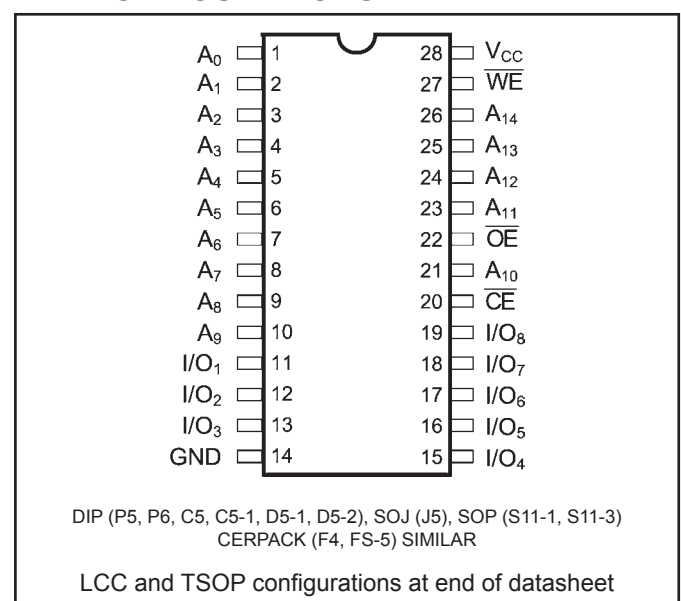 A₀ 1 28 V_CC
A₁ 2 27 W̅E̅
A₂ 3 26 A₁₄
A₃ 4 25 A₁₃
A₄ 5 24 A₁₂
A₅ 6 23 A₁₁
A₆ 7 22 O̅E̅
A₇ 8 21 A₁₀
A₈ 9 20 C̅E̅
A₉ 10 19 I/O₈
I/O₁ 11 18 I/O₇
I/O₂ 12 17 I/O₆
I/O₃ 13 16 I/O₅
GND 14 15 I/O₄
DIP (P5, P6, C5, C5-1, D5-1, D5-2), SOJ (J5), SOP (S11-1, S11-3)
CERPACK (F4, FS-5) SIMILAR
LCC and TSOP configurations at end of datasheet